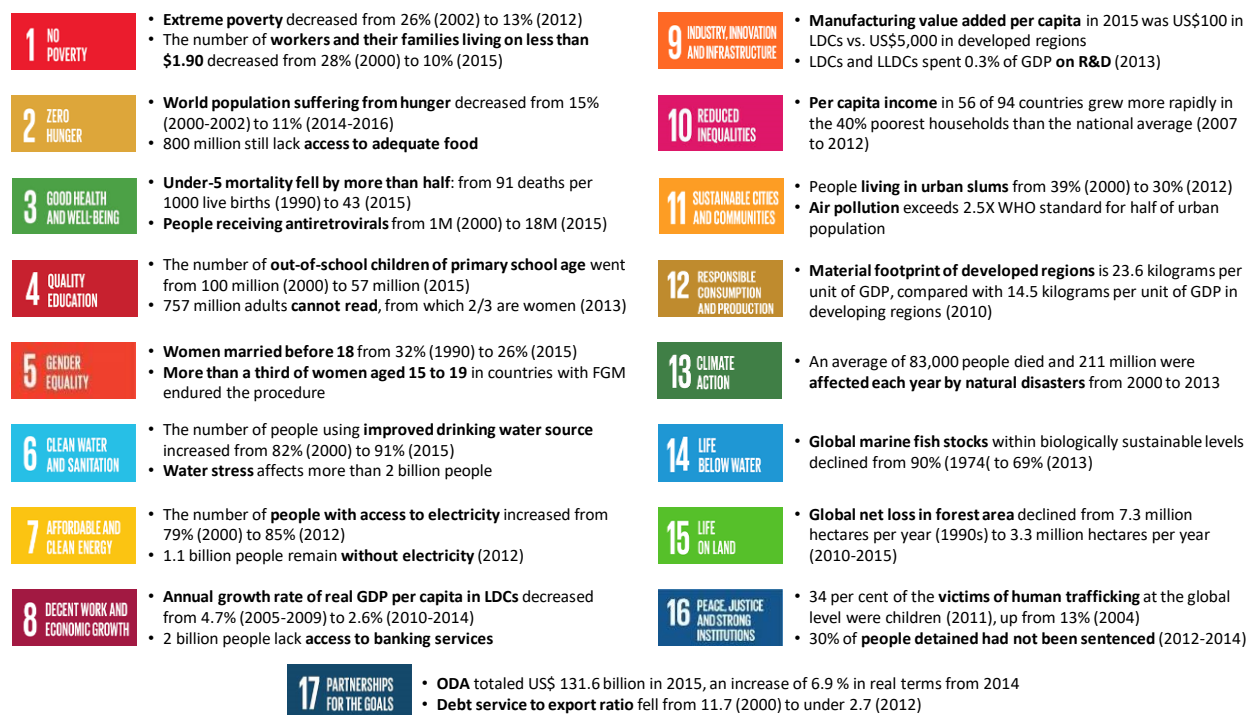 1 NO
POVERTY
• Extreme poverty decreased from 26% (2002) to 13% (2012)
• The number of workers and their families living on less than
$1.90 decreased from 28% (2000) to 10% (2015)
2 ZERO
HUNGER
• World population suffering from hunger decreased from 15%
(2000-2002) to 11% (2014-2016)
• 800 million still lack access to adequate food
3 GOOD HEALTH
AND WELL-BEING
• Under-5 mortality fell by more than half: from 91 deaths per
1000 live births (1990) to 43 (2015)
• People receiving antiretrovirals from 1M (2000) to 18M (2015)
4 QUALITY
EDUCATION
• The number of out-of-school children of primary school age went
from 100 million (2000) to 57 million (2015)
• 757 million adults cannot read, from which 2/3 are women (2013)
5 GENDER
EQUALITY
• Women married before 18 from 32% (1990) to 26% (2015)
• More than a third of women aged 15 to 19 in countries with FGM
endured the procedure
6 CLEAN WATER
AND SANITATION
• The number of people using improved drinking water source
increased from 82% (2000) to 91% (2015)
• Water stress affects more than 2 billion people
7 AFFORDABLE AND
CLEAN ENERGY
• The number of people with access to electricity increased from
79% (2000) to 85% (2012)
• 1.1 billion people remain without electricity (2012)
8 DECENT WORK AND
ECONOMIC GROWTH
• Annual growth rate of real GDP per capita in LDCs decreased
from 4.7% (2005-2009) to 2.6% (2010-2014)
• 2 billion people lack access to banking services
9 INDUSTRY, INNOVATION
AND INFRASTRUCTURE
• Manufacturing value added per capita in 2015 was US$100 in
LDCs vs. US$5,000 in developed regions
• LDCs and LLDCs spent 0.3% of GDP on R&D (2013)
10 REDUCED
INEQUALITIES
• Per capita income in 56 of 94 countries grew more rapidly in
the 40% poorest households than the national average (2007
to 2012)
11 SUSTAINABLE CITIES
AND COMMUNITIES
• People living in urban slums from 39% (2000) to 30% (2012)
• Air pollution exceeds 2.5X WHO standard for half of urban
population
12 RESPONSIBLE
CONSUMPTION
AND PRODUCTION
• Material footprint of developed regions is 23.6 kilograms per
unit of GDP, compared with 14.5 kilograms per unit of GDP in
developing regions (2010)
13 CLIMATE
ACTION
• An average of 83,000 people died and 211 million were
affected each year by natural disasters from 2000 to 2013
14 LIFE
BELOW WATER
• Global marine fish stocks within biologically sustainable levels
declined from 90% (1974( to 69% (2013)
15 LIFE
ON LAND
• Global net loss in forest area declined from 7.3 million
hectares per year (1990s) to 3.3 million hectares per year
(2010-2015)
16 PEACE, JUSTICE
AND STRONG
INSTITUTIONS
• 34 per cent of the victims of human trafficking at the global
level were children (2011), up from 13% (2004)
• 30% of people detained had not been sentenced (2012-2014)
17 PARTNERSHIPS
FOR THE GOALS
• ODA totaled US$ 131.6 billion in 2015, an increase of 6.9 % in real terms from 2014
• Debt service to export ratio fell from 11.7 (2000) to under 2.7 (2012)